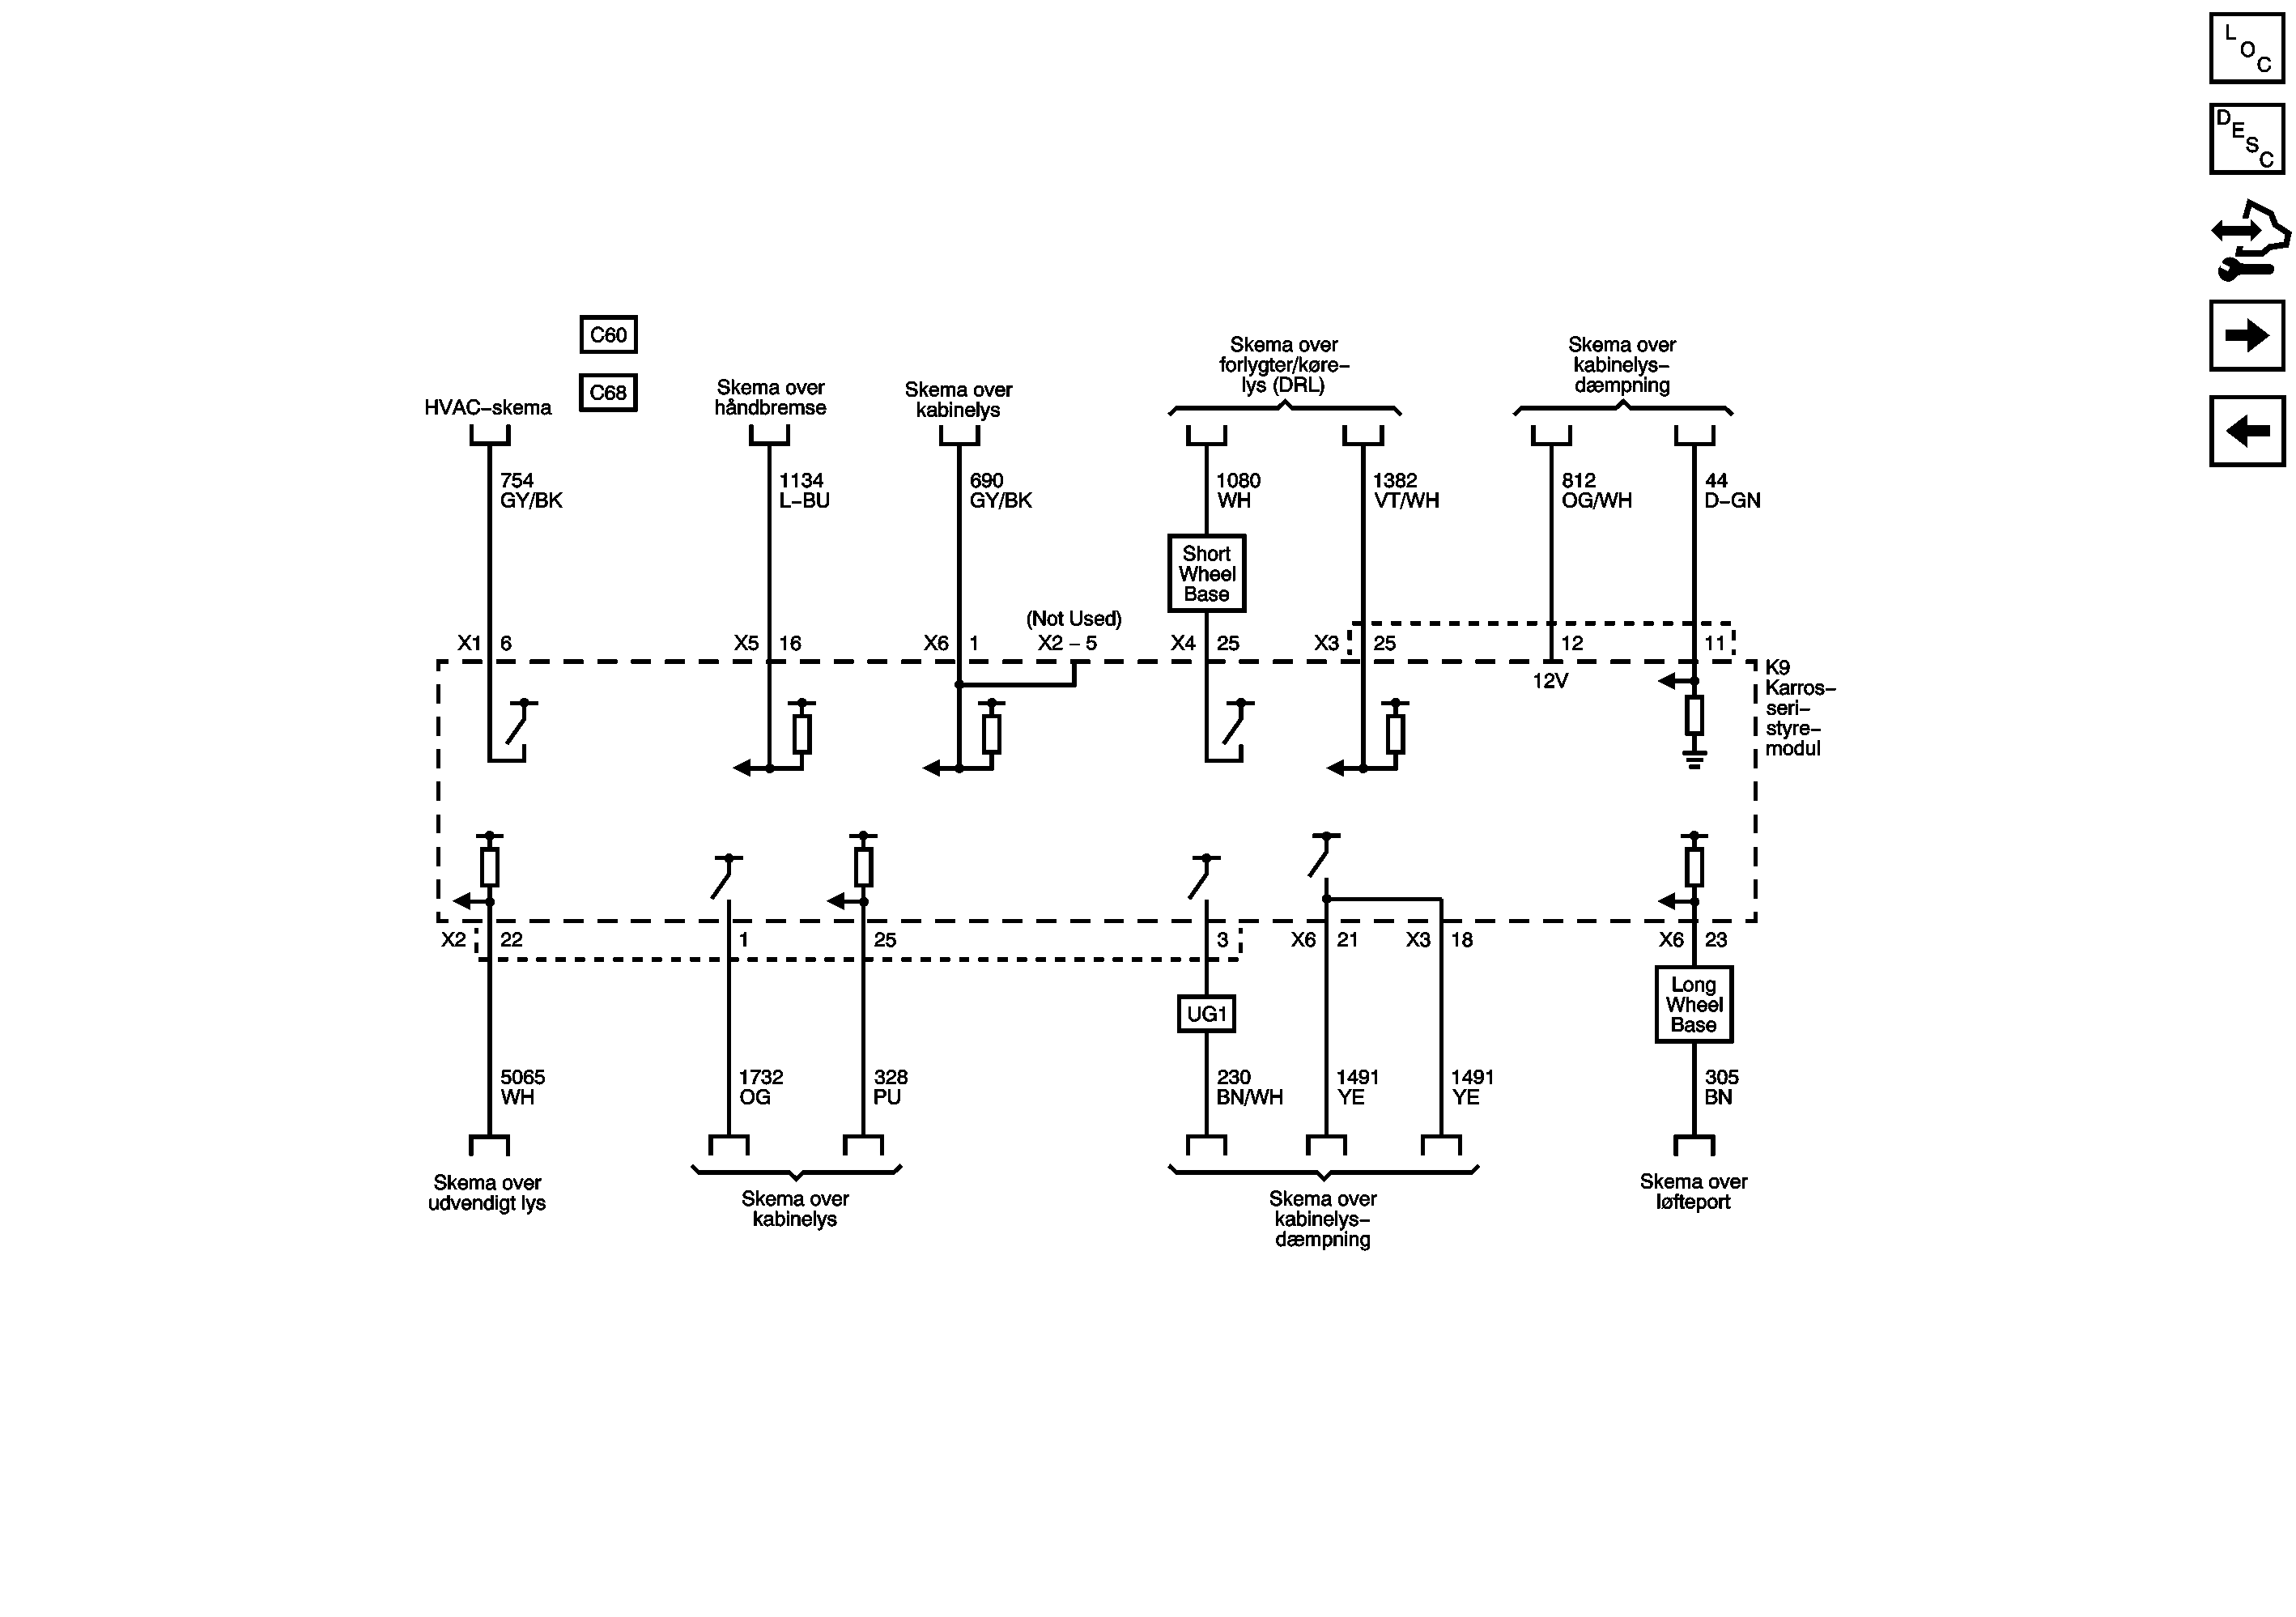 L
O
C
D
E
S
C
C60
C68
HVAC–skema
Skema over
håndbremse
Skema over
kabinelys
Skema over
forlygter/køre–
lys (DRL)
Skema over
kabinelys–
dæmpning
754
GY/BK
1134
L–BU
690
GY/BK
1080
WH
1382
VT/WH
812
OG/WH
44
D–GN
Short
Wheel
Base
(Not Used)
X1 6
X5 16
X6 1
X2 – 5
X4 25
X3 25
12
11
12V
K9
Karros–
seri–
styre–
modul
X2 22
1
25
3
X6 21
X3 18
X6 23
UG1
Long
Wheel
Base
5065
WH
1732
OG
328
PU
230
BN/WH
1491
YE
1491
YE
305
BN
Skema over
udvendigt lys
Skema over
kabinelys
Skema over
kabinelys–
dæmpning
Skema over
løfteport